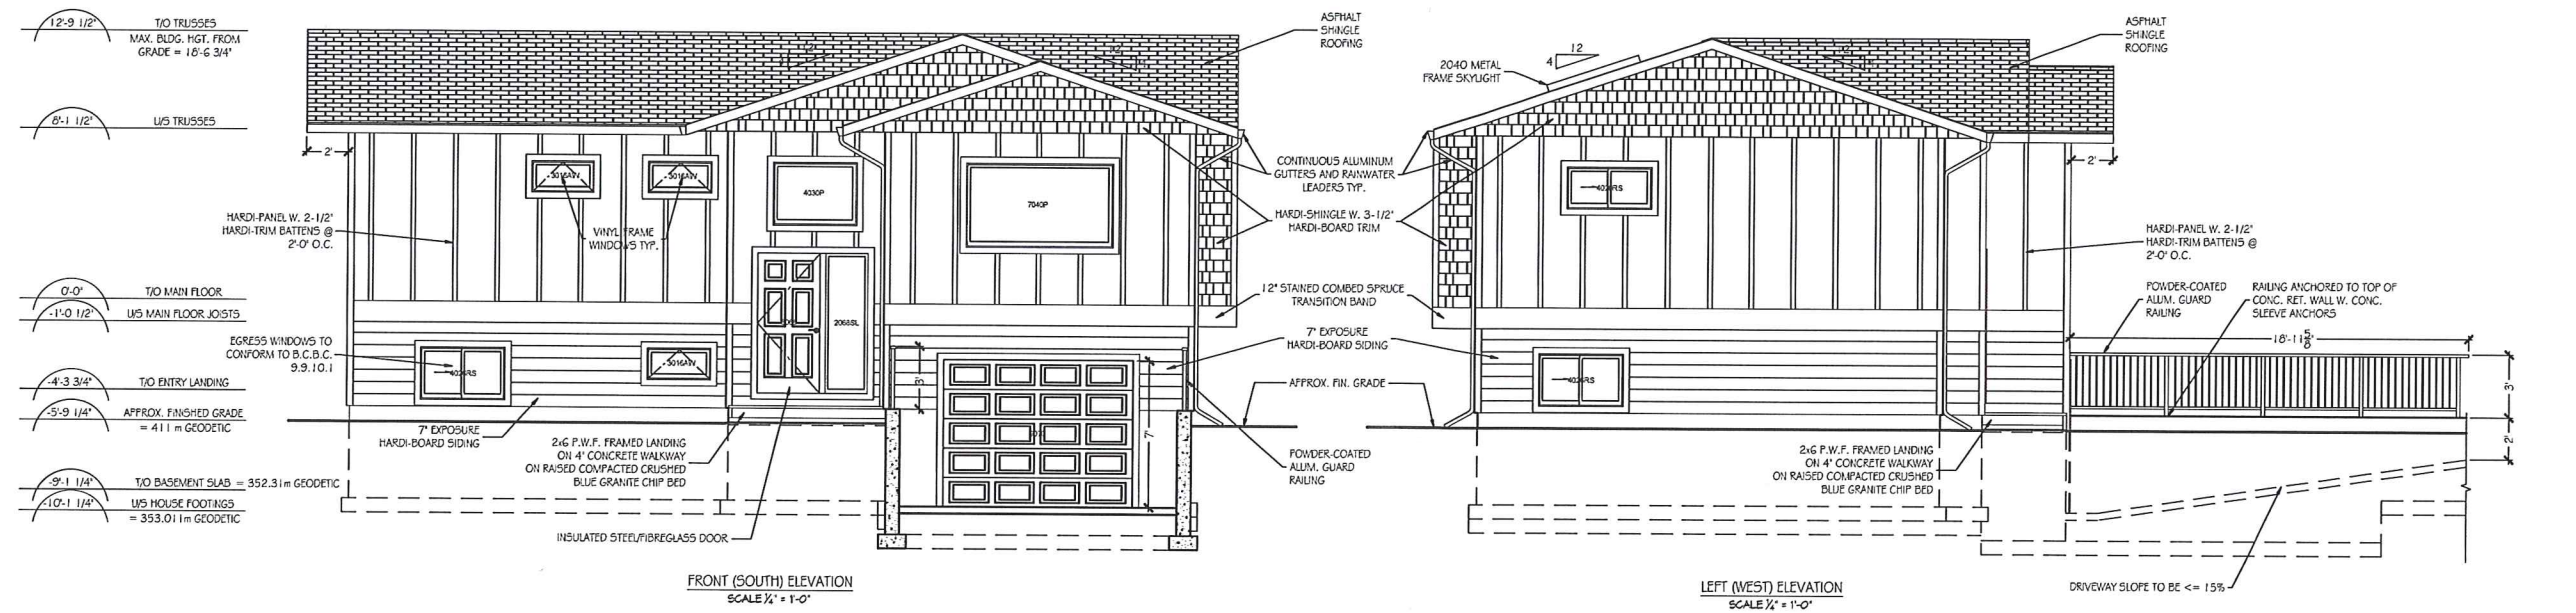 12'-9 1/2"
T/O TRUSSES
MAX. BLDG. HGT. FROM
GRADE = 18'-6 3/4"
8'-1 1/2"
U/S TRUSSES
2'
HARDI-PANEL W. 2-1/2"
HARDI-TRIM BATTENS @
2'-0" O.C.
0'-0"
T/O MAIN FLOOR
-1'-0 1/2"
U/S MAIN FLOOR JOISTS
EGRESS WINDOWS TO
CONFORM TO B.C.B.C.
9.9.10.1
-4'-3 3/4"
T/O ENTRY LANDING
-5'-9 1/4"
APPROX. FINISHED GRADE
= 411 m GEODETIC
-9'-1 1/4"
T/O BASEMENT SLAB = 352.31m GEODETIC
-10'-1 1/4"
U/S HOUSE FOOTINGS
= 353.011m GEODETIC
12
12
3016AW
3016AW
VINYL FRAME
WINDOWS TYP.
4030P
7040P
2068SL
3016AW
3'
7'
7" EXPOSURE
HARDI-BOARD SIDING
2x6 P.W.F. FRAMED LANDING
ON 4" CONCRETE WALKWAY
ON RAISED COMPACTED CRUSHED
BLUE GRANITE CHIP BED
INSULATED STEEL/FIBREGLASS DOOR
FRONT (SOUTH) ELEVATION
SCALE 1/4" = 1'-0"
ASPHALT
SHINGLE
ROOFING
CONTINUOUS ALUMINUM
GUTTERS AND RAINWATER
LEADERS TYP.
HARDI-SHINGLE W. 3-1/2"
HARDI-BOARD TRIM
12" STAINED COMBED SPRUCE
TRANSITION BAND
7" EXPOSURE
HARDI-BOARD SIDING
APPROX. FIN. GRADE
POWDER-COATED
ALUM. GUARD
RAILING
2040 METAL
FRAME SKYLIGHT
12
4
12
ASPHALT
SHINGLE
ROOFING
2'
HARDI-PANEL W. 2-1/2"
HARDI-TRIM BATTENS @
2'-0" O.C.
POWDER-COATED
ALUM. GUARD
RAILING
RAILING ANCHORED TO TOP OF
CONC. RET. WALL W. CONC.
SLEEVE ANCHORS
18'-11 5/8"
3'
2'
2x6 P.W.F. FRAMED LANDING
ON 4" CONCRETE WALKWAY
ON RAISED COMPACTED CRUSHED
BLUE GRANITE CHIP BED
DRIVEWAY SLOPE TO BE <= 15%
LEFT (WEST) ELEVATION
SCALE 1/4" = 1'-0"